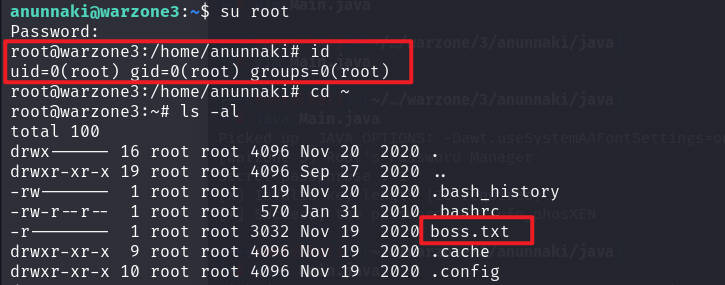 anunnaki@warzone3:~$ su root
Password:
root@warzone3:/home/anunnaki# id
uid=0(root) gid=0(root) groups=0(root)
root@warzone3:/home/anunnaki# cd ~
root@warzone3:~# ls -al
total 100
drwx------ 16 root root 4096 Nov 20 2020 .
drwxr-xr-x 19 root root 4096 Sep 27 2020 ..
-rw------- 1 root root 119 Nov 20 2020 .bash_history
-rw-r--r-- 1 root root 570 Jan 31 2010 .bashrc
-r-------- 1 root root 3032 Nov 19 2020 boss.txt
drwxr-xr-x 9 root root 4096 Nov 19 2020 .cache
drwxr-xr-x 10 root root 4096 Nov 19 2020 .config